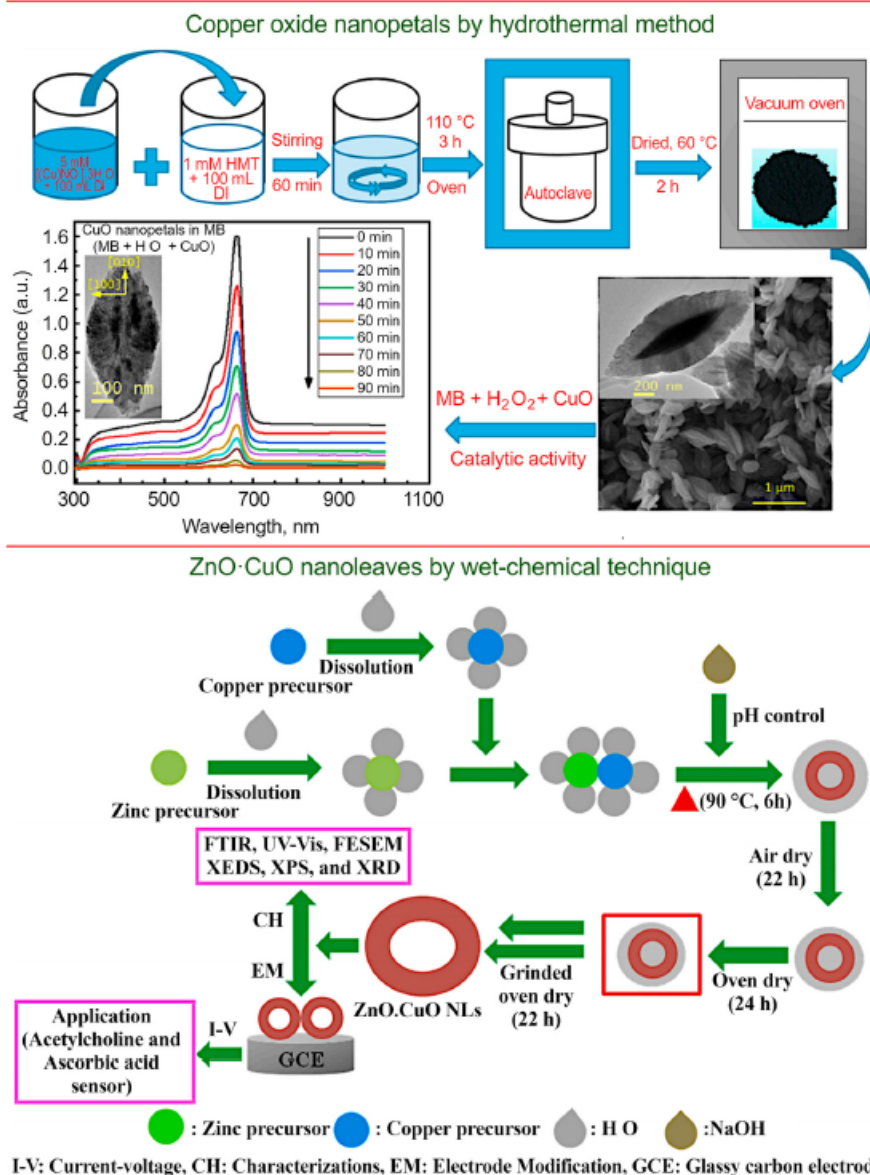 Copper oxide nanopetals by hydrothermal method
5 mM
[(Cu(NO ) 3H O
+ 100 mL DI
1 mM HMT
+ 100 mL
DI
Stirring
60 min
110 °C
3 h
Oven
Autoclave
Dried, 60 °C
2 h
Vacuum oven
CuO nanopetals in MB
(MB + H O + CuO)
[020]
[100]
100 nm
Absorbance (a.u.)
1.6
1.4
1.2
1.0
0.8
0.6
0.4
0.2
0.0
300
500
700
900
1100
Wavelength, nm
0 min
10 min
20 min
30 min
40 min
50 min
60 min
70 min
80 min
90 min
MB + H₂O₂ + CuO
Catalytic activity
200 nm
1 μm
ZnO·CuO nanoleaves by wet-chemical technique
Copper precursor
Dissolution
Zinc precursor
Dissolution
pH control
(90 °C, 6h)
Air dry
(22 h)
Oven dry
(24 h)
Grinded
oven dry
(22 h)
ZnO.CuO NLs
FTIR, UV-Vis, FESEM
XEDS, XPS, and XRD
CH
EM
GCE
I-V
Application
(Acetylcholine and
Ascorbic acid
sensor)
: Zinc precursor
: Copper precursor
: H O
:NaOH
I-V: Current-voltage, CH: Characterizations, EM: Electrode Modification, GCE: Glassy carbon electrod